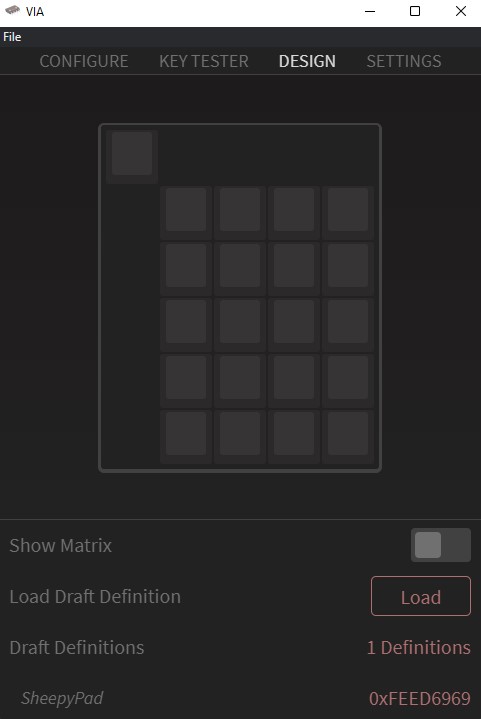 VIA
File
CONFIGURE KEY TESTER DESIGN SETTINGS
Show Matrix
Load Draft Definition Load
Draft Definitions 1 Definitions
SheepyPad 0xFEED6969